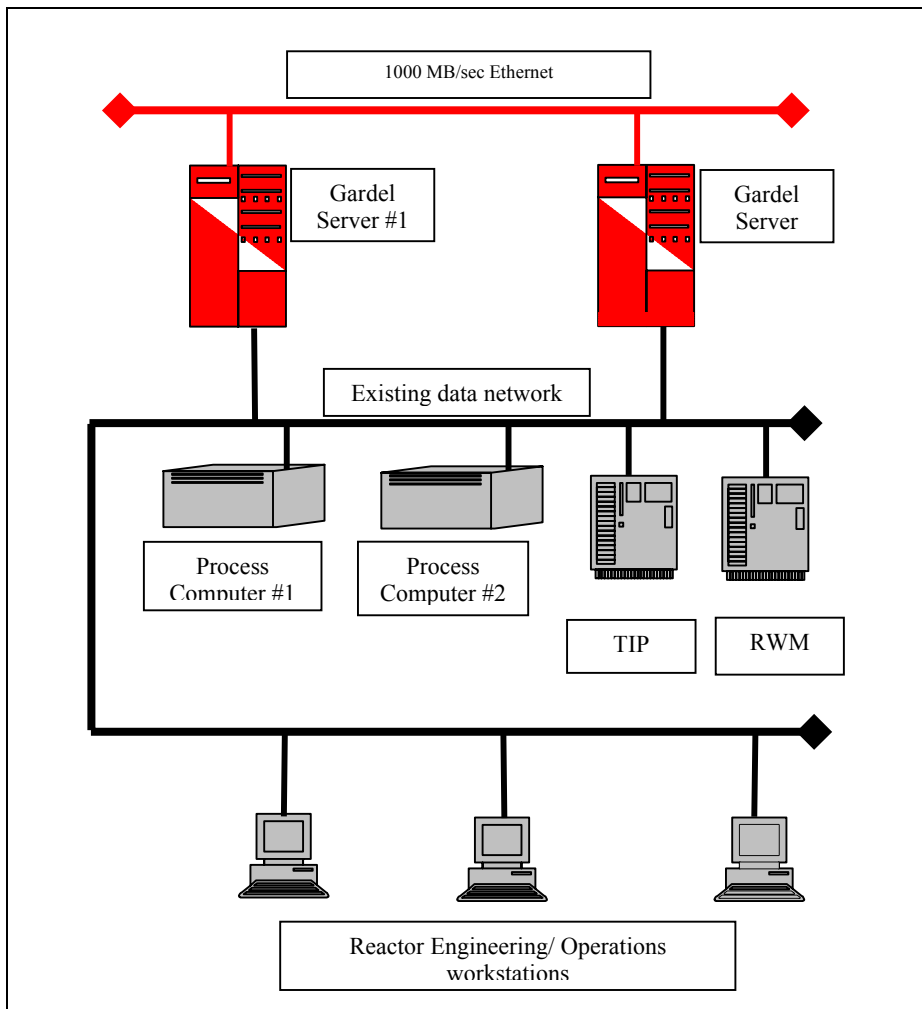 1000 MB/sec Ethernet
Gardel
Server #1
Gardel
Server
Existing data network
Process
Computer #1
Process
Computer #2
TIP
RWM
Reactor Engineering/ Operations
workstations